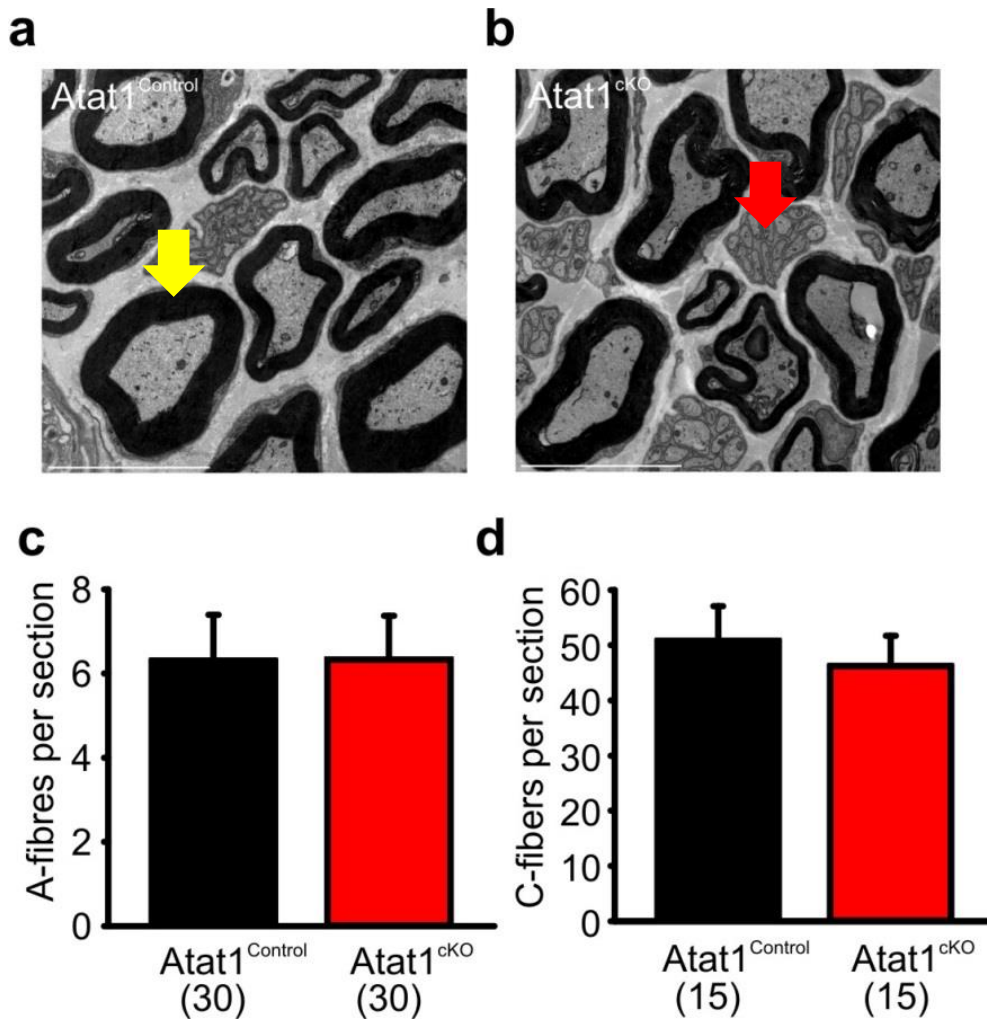 a
b
Atat1Control
Atat1cKO
c
d
A-fibres per section
8
6
4
2
0
Atat1Control
(30)
Atat1cKO
(30)
C-fibers per section
60
50
40
30
20
10
0
Atat1Control
(15)
Atat1cKO
(15)